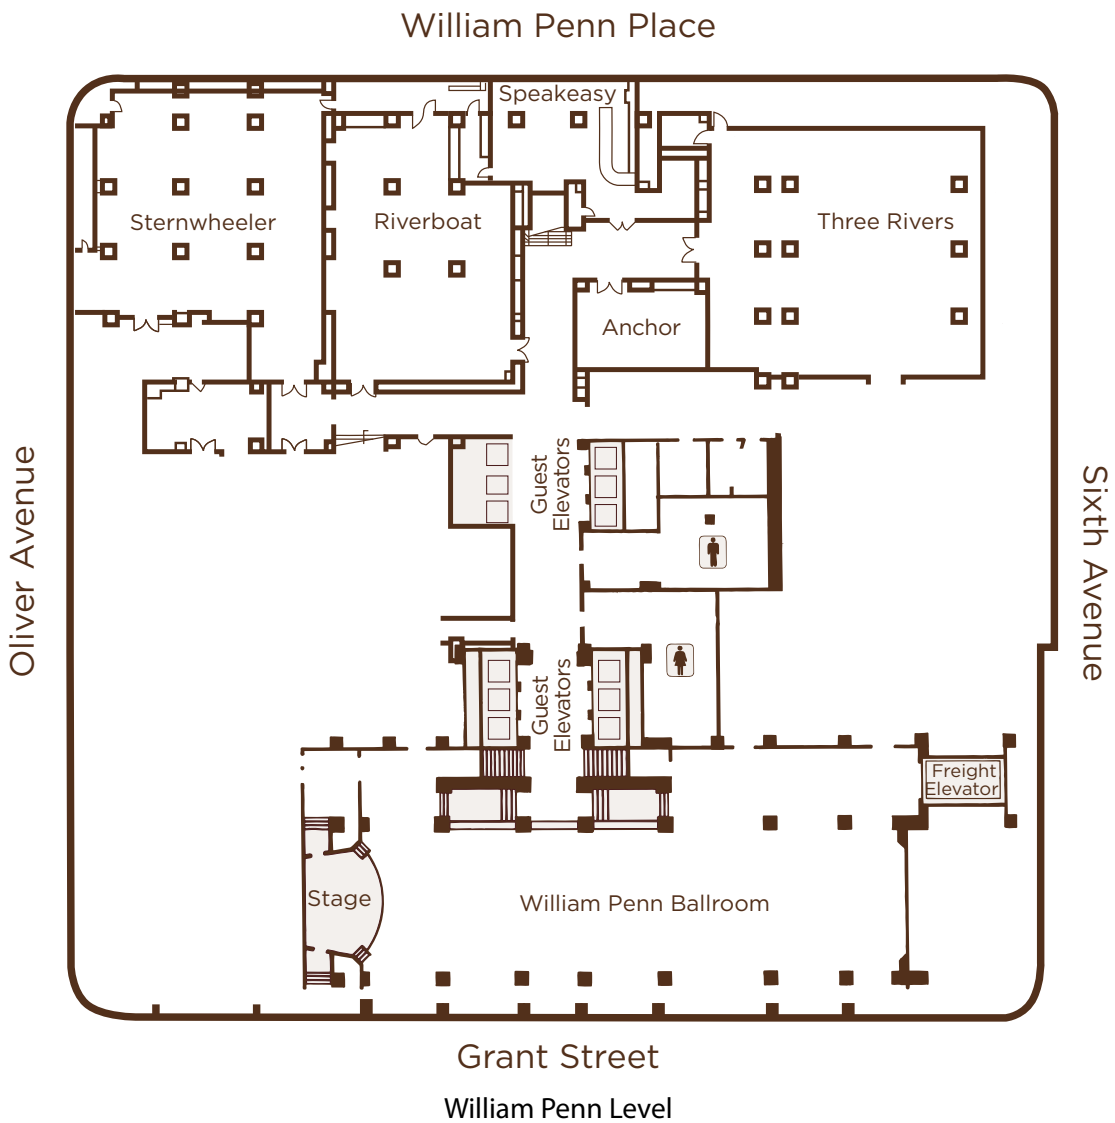 William Penn Place
Speakeasy
Sternwheeler
Riverboat
Three Rivers
Anchor
Oliver Avenue
Guest
Elevators
Sixth Avenue
Guest
Elevators
Freight
Elevator
Stage
William Penn Ballroom
Grant Street
William Penn Level